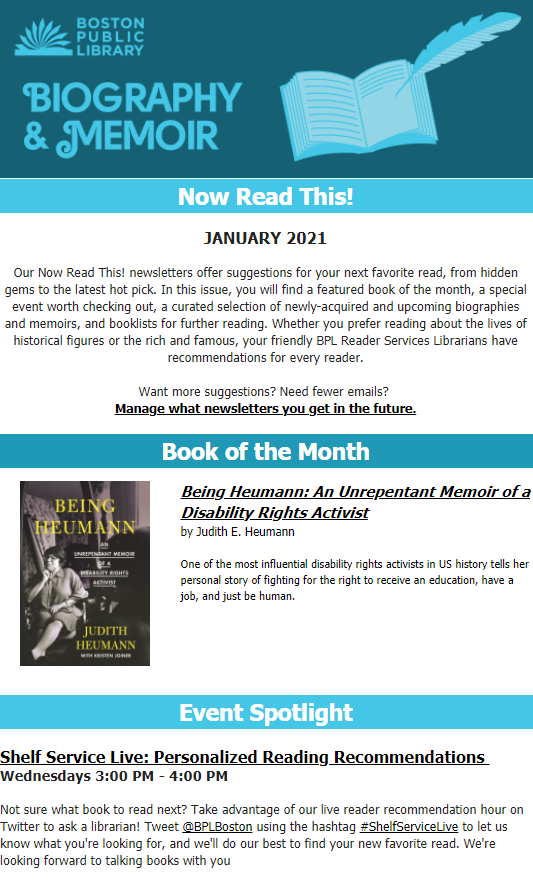 BOSTON
PUBLIC
LIBRARY
BIOGRAPHY
& MEMOIR
Now Read This!
JANUARY 2021
Our Now Read This! newsletters offer suggestions for your next favorite read, from hidden
gems to the latest hot pick. In this issue, you will find a featured book of the month, a special
event worth checking out, a curated selection of newly-acquired and upcoming biographies
and memoirs, and booklists for further reading. Whether you prefer reading about the lives of
historical figures or the rich and famous, your friendly BPL Reader Services Librarians have
recommendations for every reader.
Want more suggestions? Need fewer emails?
Manage what newsletters you get in the future.
Book of the Month
BEING
HEUMANN
AN
UNREPENTANT MEMOIR
OF A
DISABILITY RIGHTS
ACTIVIST
JUDITH
HEUMANN
WITH KRISTEN JOINER
Being Heumann: An Unrepentant Memoir of a
Disability Rights Activist
by Judith E. Heumann
One of the most influential disability rights activists in US history tells her
personal story of fighting for the right to receive an education, have a
job, and just be human.
Event Spotlight
Shelf Service Live: Personalized Reading Recommendations
Wednesdays 3:00 PM - 4:00 PM
Not sure what book to read next? Take advantage of our live reader recommendation hour on
Twitter to ask a librarian! Tweet @BPLBoston using the hashtag #ShelfServiceLive to let us
know what you're looking for, and we'll do our best to find your new favorite read. We're
looking forward to talking books with you